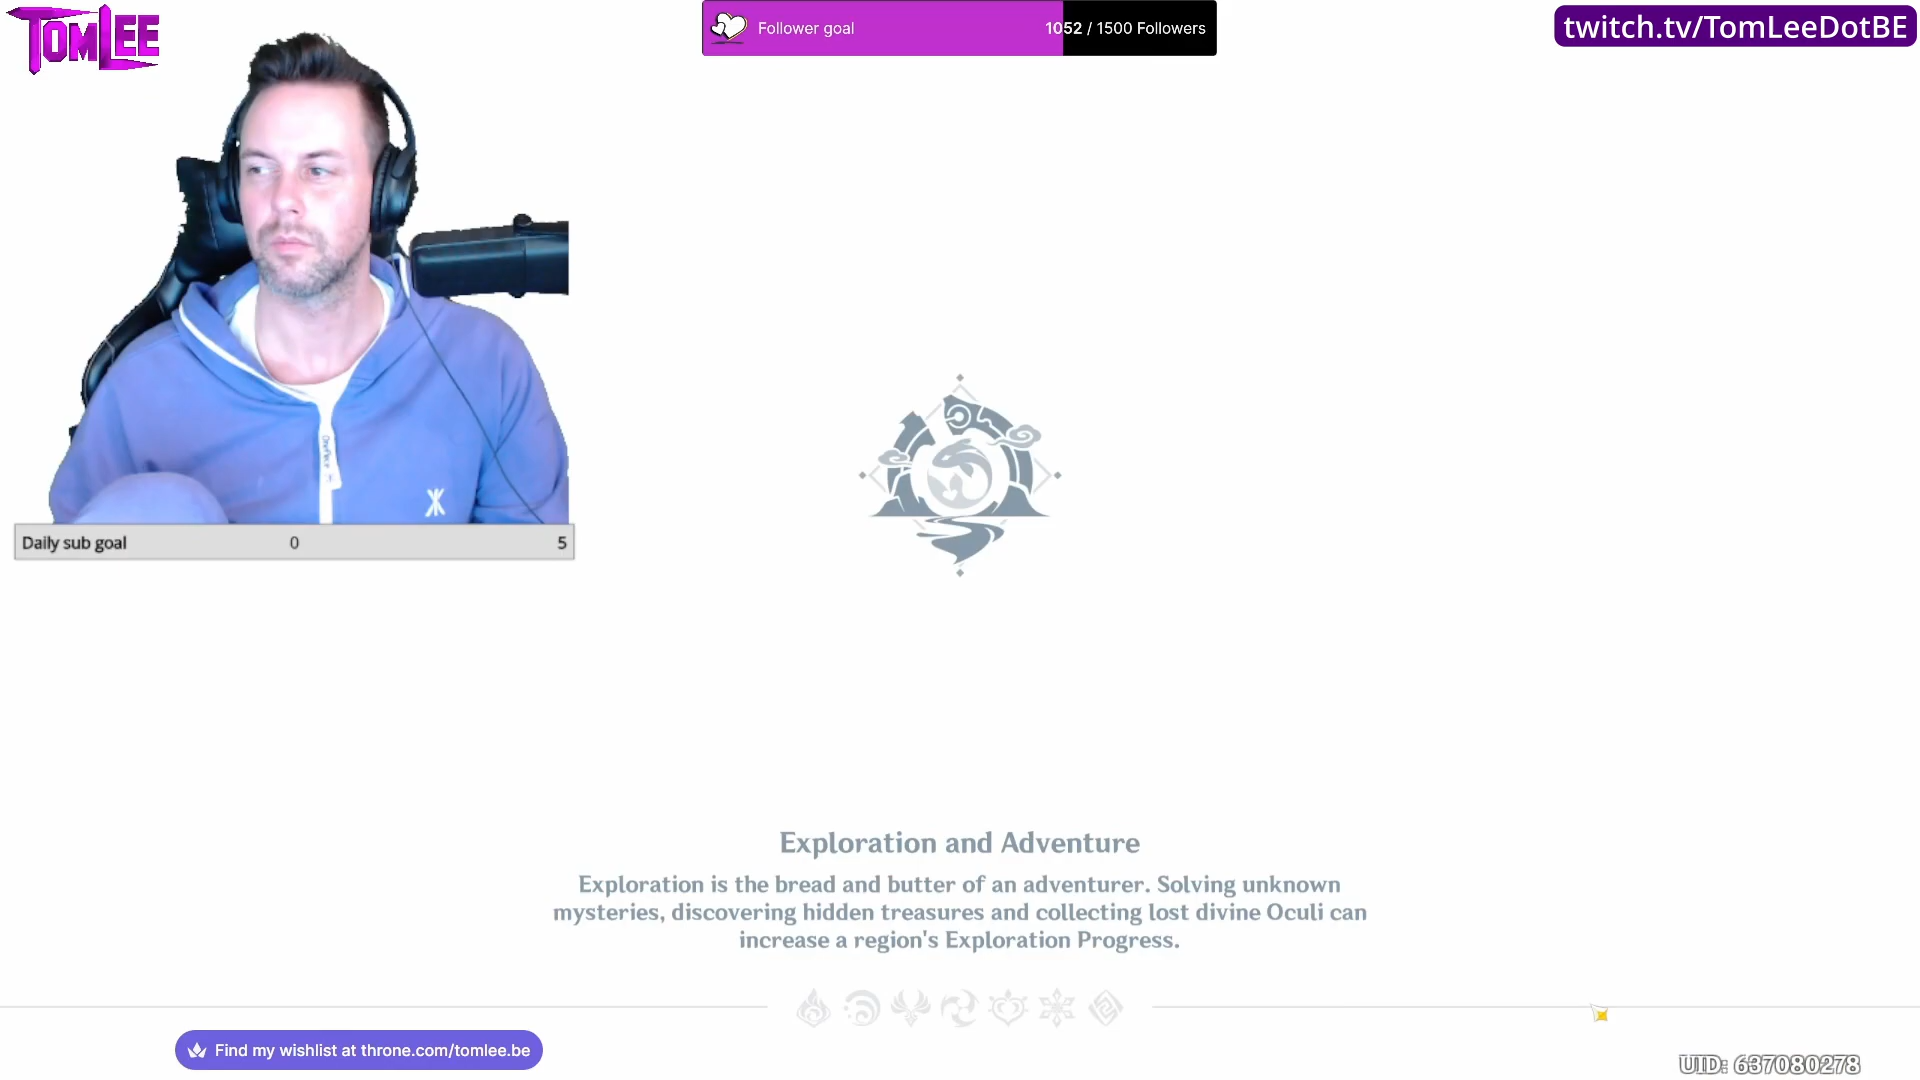 TOMLEE
Follower goal 1052 / 1500 Followers
twitch.tv/TomLeeDotBE
Daily sub goal 0 5
Exploration and Adventure
Exploration is the bread and butter of an adventurer. Solving unknown
mysteries, discovering hidden treasures and collecting lost divine Oculi can
increase a region's Exploration Progress.
Find my wishlist at throne.com/tomlee.be
UID: 637080278